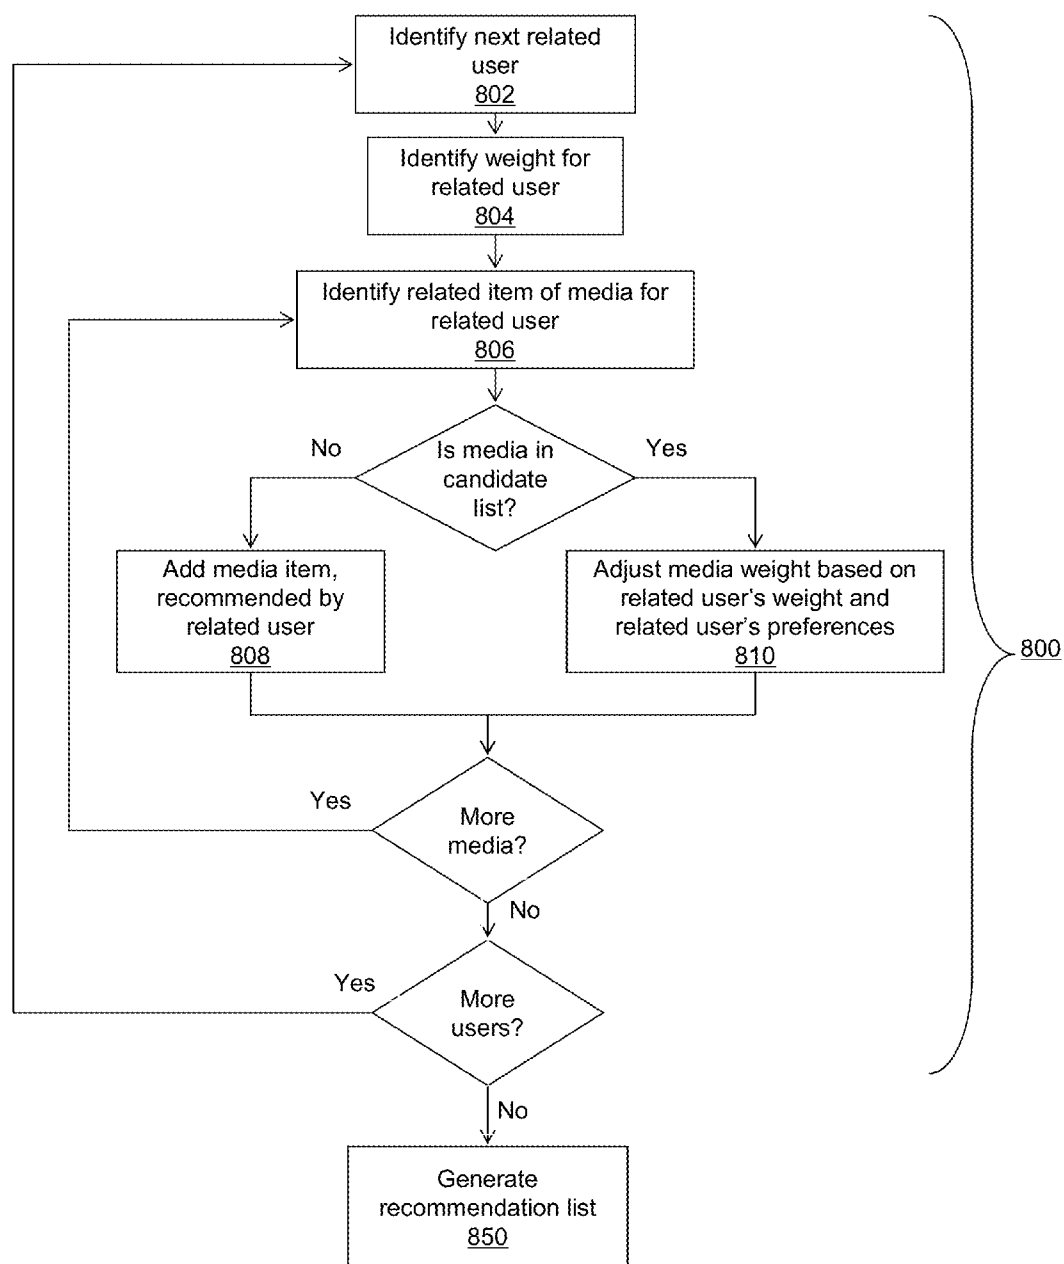 Identify next related
user
802
Identify weight for
related user
804
Identify related item of media for
related user
806
No
Is media in
candidate
list?
Yes
Add media item,
recommended by
related user
808
Adjust media weight based on
related user's weight and
related user's preferences
810
800
Yes
More
media?
No
Yes
More
users?
No
Generate
recommendation list
850